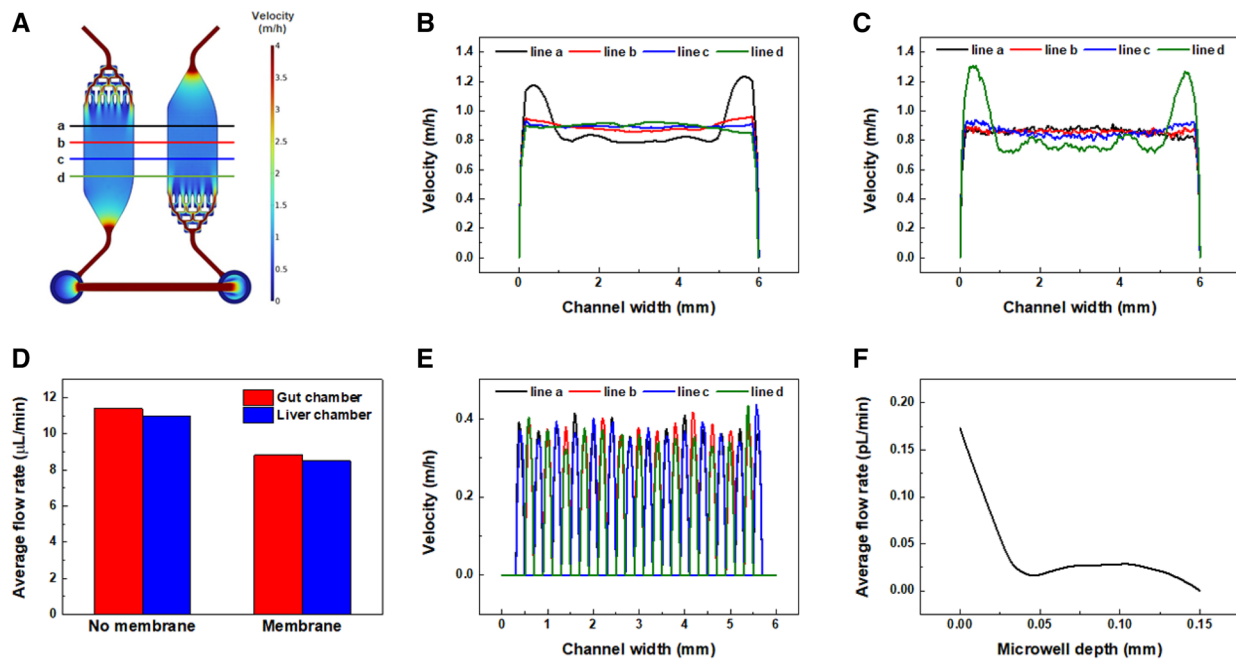 A
Velocity
(m/h)
4
3.5
3
2.5
2
1.5
1
0.5
0
a
b
c
d
B
line a line b line c line d
1.4
1.2
1.0
0.8
0.6
0.4
0.2
0.0
Velocity (m/h)
0 2 4 6
Channel width (mm)
C
line a line b line c line d
1.4
1.2
1.0
0.8
0.6
0.4
0.2
0.0
Velocity (m/h)
0 2 4 6
Channel width (mm)
D
Gut chamber
Liver chamber
12
10
8
6
4
2
0
Average flow rate (µL/min)
No membrane Membrane
E
line a line b line c line d
0.4
0.2
0.0
Velocity (m/h)
0 1 2 3 4 5 6
Channel width (mm)
F
0.20
0.15
0.10
0.05
0.00
Average flow rate (pL/min)
0.00 0.05 0.10 0.15
Microwell depth (mm)